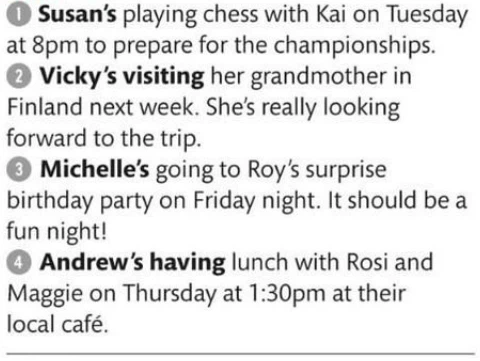 1 Susan's playing chess with Kai on Tuesday
at 8pm to prepare for the championships.
2 Vicky's visiting her grandmother in
Finland next week. She's really looking
forward to the trip.
3 Michelle's going to Roy's surprise
birthday party on Friday night. It should be a
fun night!
4 Andrew's having lunch with Rosi and
Maggie on Thursday at 1:30pm at their
local café.